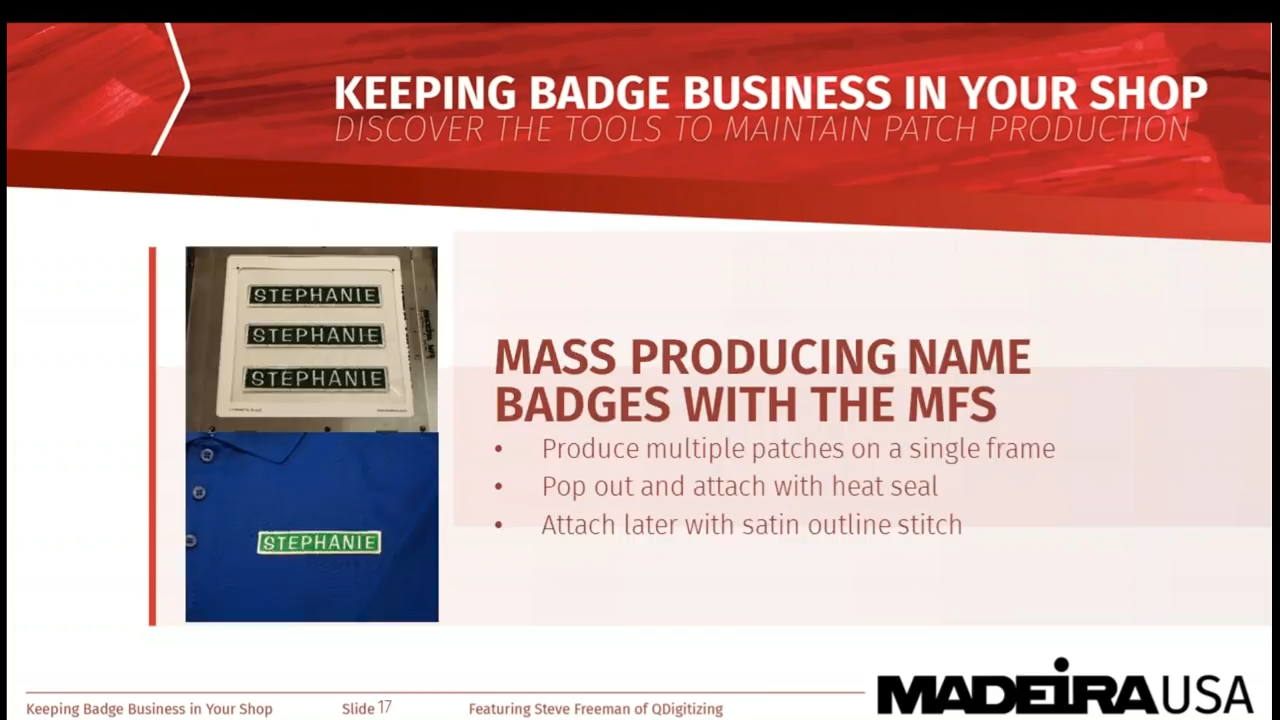 KEEPING BADGE BUSINESS IN YOUR SHOP
DISCOVER THE TOOLS TO MAINTAIN PATCH PRODUCTION
STEPHANIE
STEPHANIE
STEPHANIE
STEPHANIE
MASS PRODUCING NAME
BADGES WITH THE MFS
• Produce multiple patches on a single frame
• Pop out and attach with heat seal
• Attach later with satin outline stitch
Keeping Badge Business in Your Shop
Slide 17
Featuring Steve Freeman of QDigitizing
MADEIRA USA